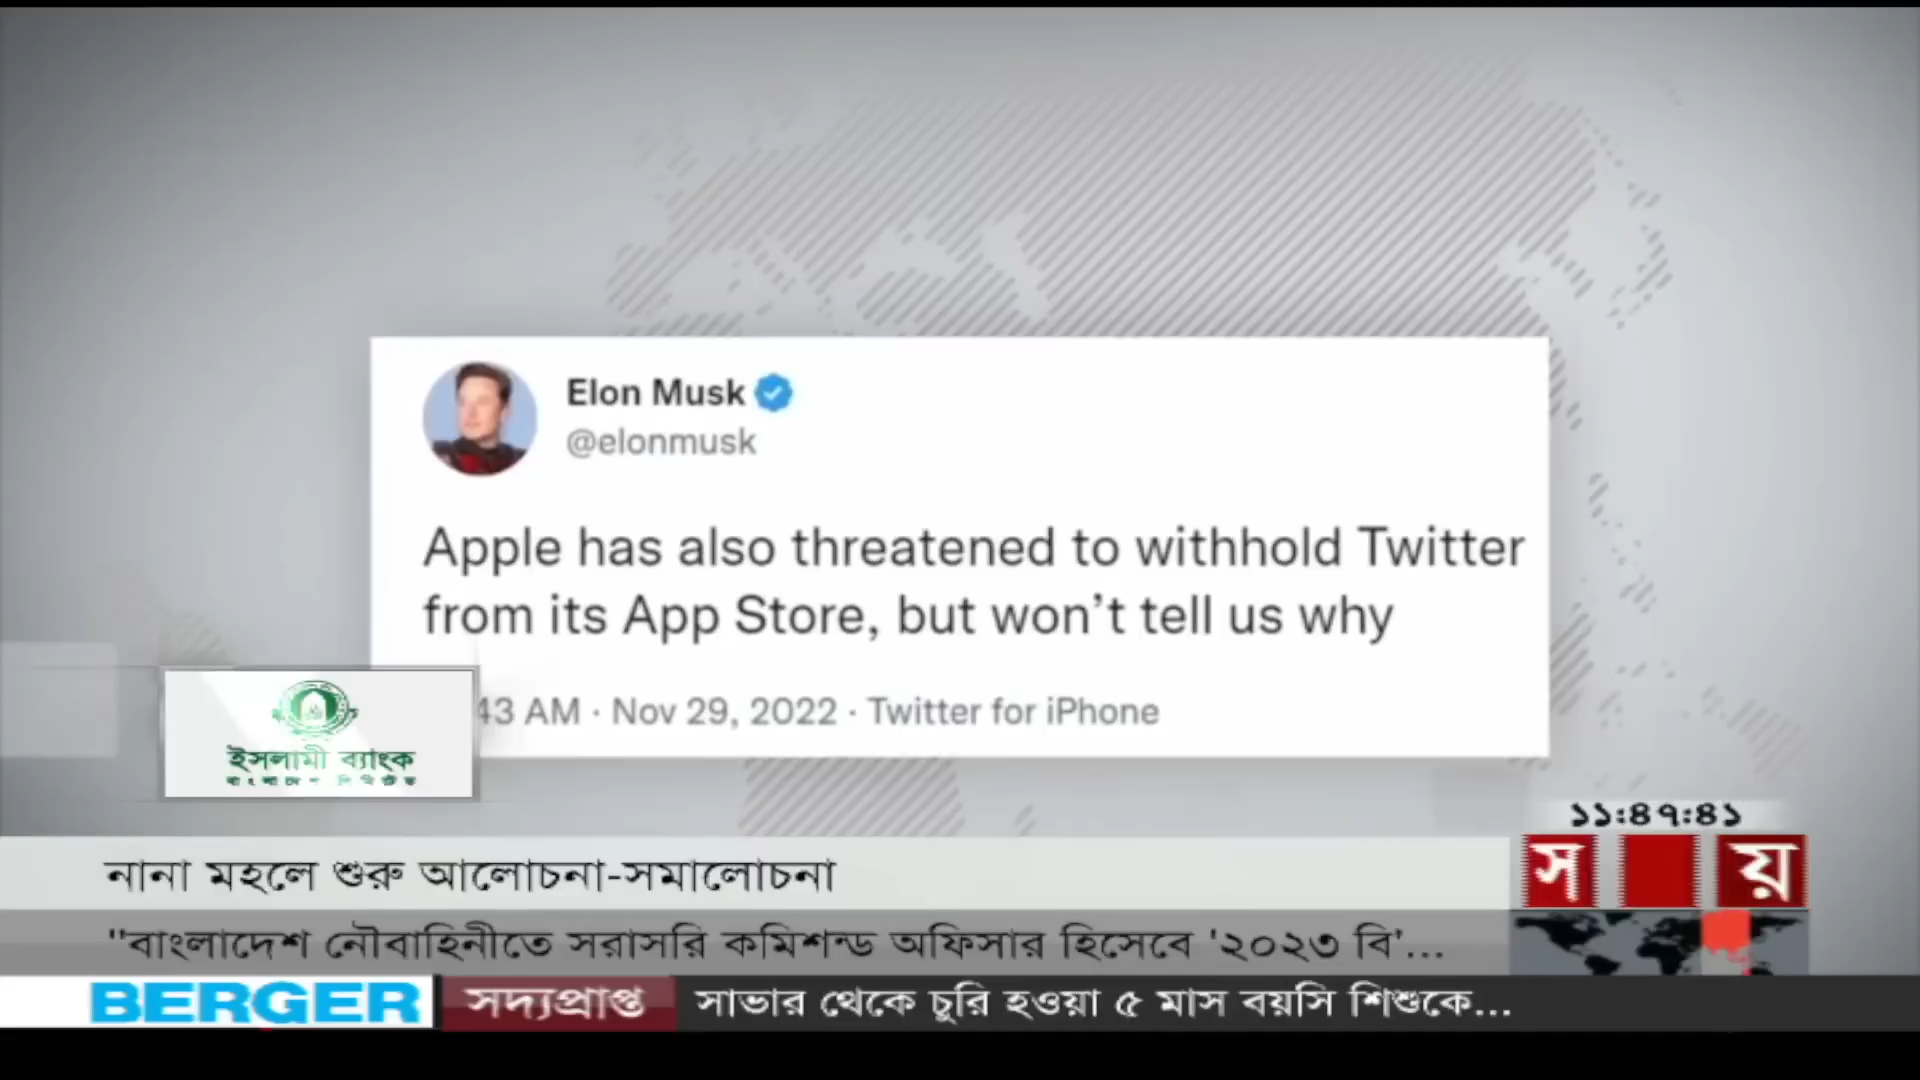 Elon Musk
@elonmusk
Apple has also threatened to withhold Twitter
from its App Store, but won’t tell us why
43 AM · Nov 29, 2022 · Twitter for iPhone
ইসলামী ব্যাংক
বাংলাদেশ লিমিটেড
১১:৪৭:৪১
নানা মহলে শুরু আলোচনা-সমালোচনা
স য়
"বাংলাদেশ নৌবাহিনীতে সরাসরি কমিশন্ড অফিসার হিসেবে '২০২৩ বি'...
BERGER
সদ্যপ্রাপ্ত সাভার থেকে চুরি হওয়া ৫ মাস বয়সি শিশুকে...